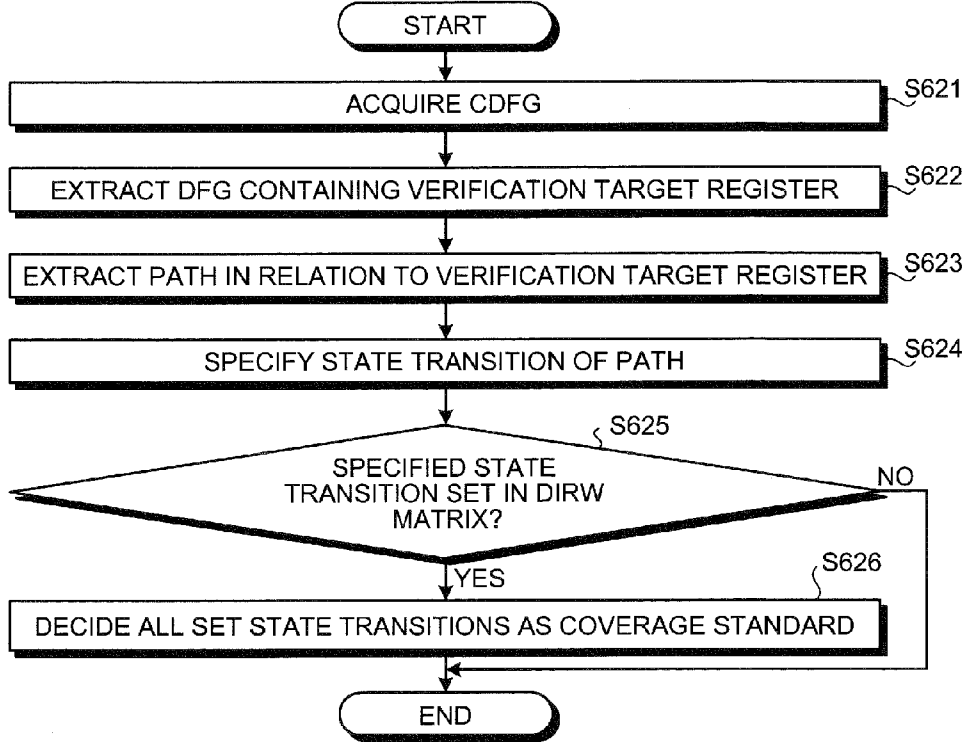 START
S621
ACQUIRE CDFG
S622
EXTRACT DFG CONTAINING VERIFICATION TARGET REGISTER
S623
EXTRACT PATH IN RELATION TO VERIFICATION TARGET REGISTER
S624
SPECIFY STATE TRANSITION OF PATH
S625
SPECIFIED STATE
TRANSITION SET IN DIRW
MATRIX?
NO
YES
S626
DECIDE ALL SET STATE TRANSITIONS AS COVERAGE STANDARD
END